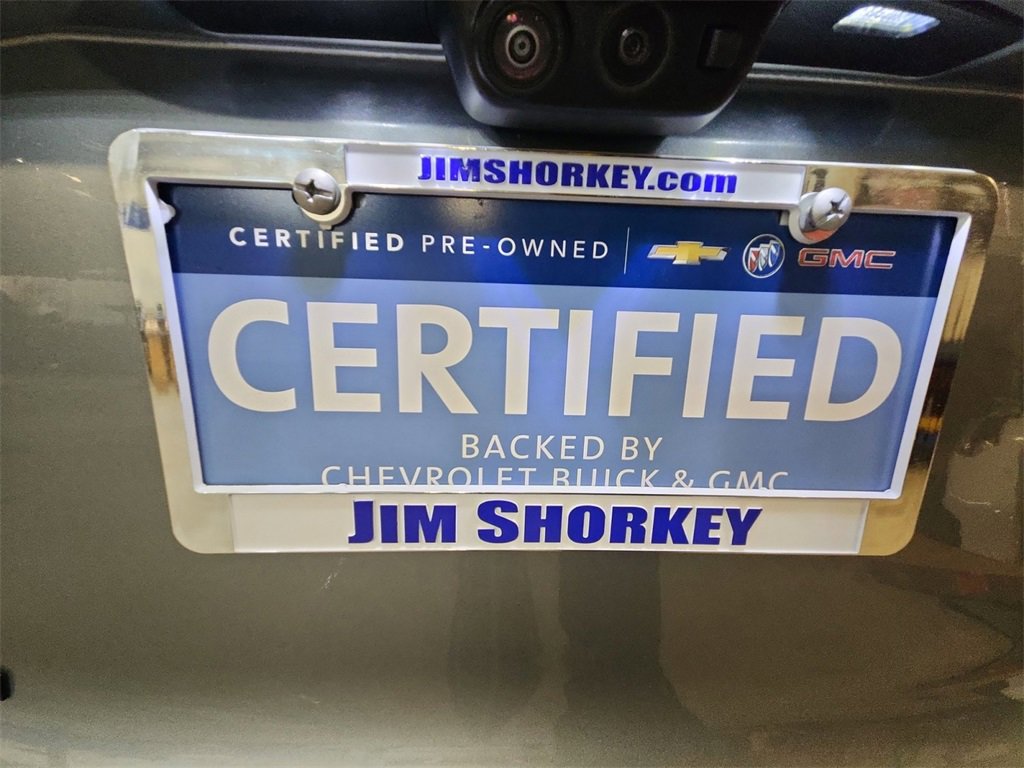 JIMSHORKEY.com
CERTIFIED PRE-OWNED GMC
CERTIFIED
BACKED BY
CHEVROLET BUICK & GMC
JIM SHORKEY